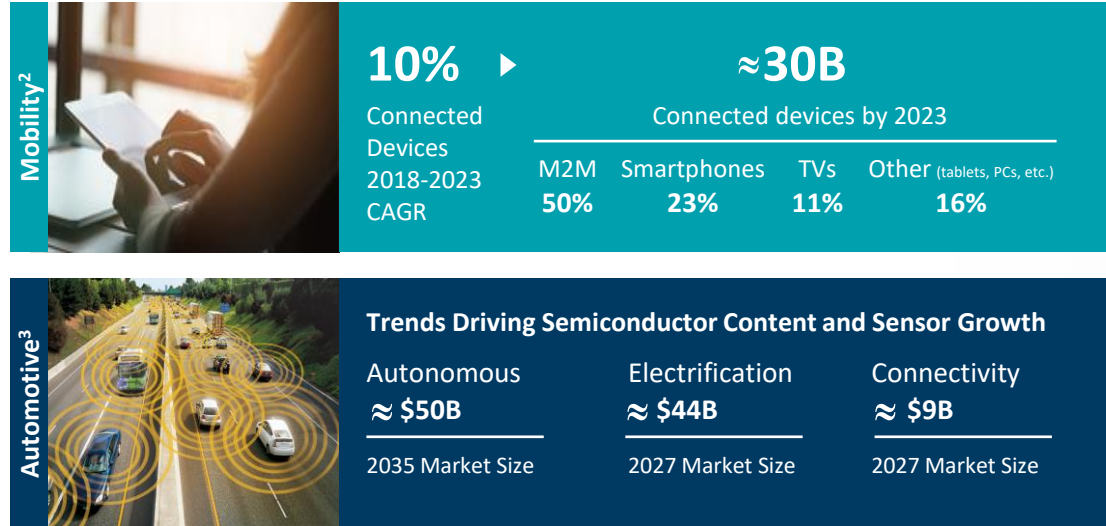 Mobility²
10% ≈30B
Connected Devices 2018-2023 CAGR
Connected devices by 2023
M2M Smartphones TVs Other (tablets, PCs, etc.)
50% 23% 11% 16%
Automotive³
Trends Driving Semiconductor Content and Sensor Growth
Autonomous Electrification Connectivity
≈ $50B ≈ $44B ≈ $9B
2035 Market Size 2027 Market Size 2027 Market Size